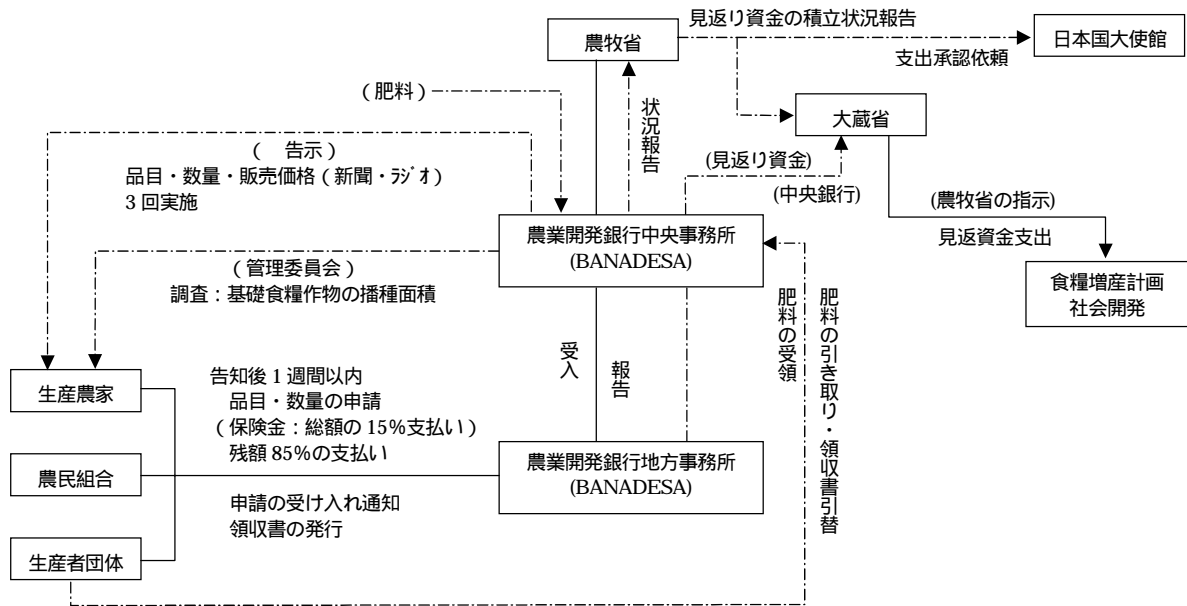 見返り資金の積立状況報告
農牧省
日本国大使館
支出承認依頼
(肥料)
状況報告
大蔵省
( 告示)
品目・数量・販売価格(新聞・ラジオ)
3回実施
(見返り資金)
(中央銀行)
(農牧省の指示)
見返資金支出
農業開発銀行中央事務所
(BANADESA)
(管理委員会)
調査:基礎食糧作物の播種面積
食糧増産計画
社会開発
肥料の受領
肥料の引き取り・領収書引替
受入
報告
生産農家
告知後1週間以内
品目・数量の申請
(保険金:総額の15%支払い)
残額85%の支払い
農民組合
農業開発銀行地方事務所
(BANADESA)
申請の受け入れ通知
領収書の発行
生産者団体